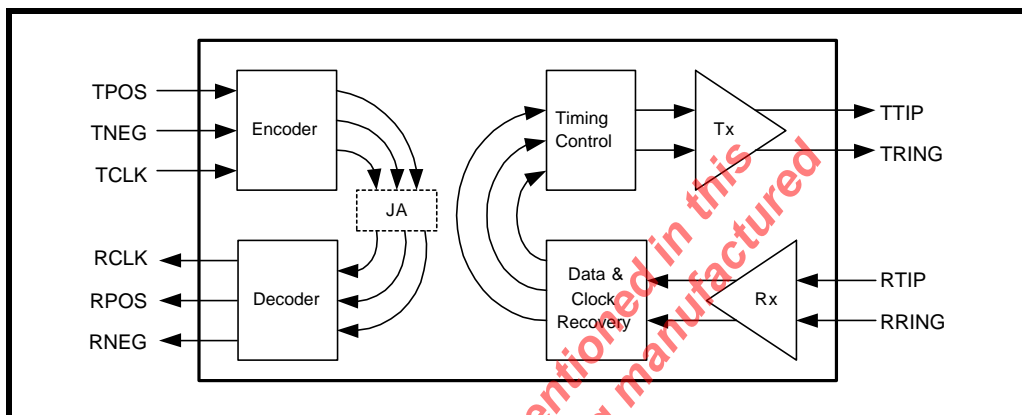 TPOS
TNEG
TCLK
Encoder
JA
Timing
Control
Tx
TTIP
TRING
RCLK
RPOS
RNEG
Decoder
Data &
Clock
Recovery
Rx
RTIP
RRING
entioned in this
g manufactured